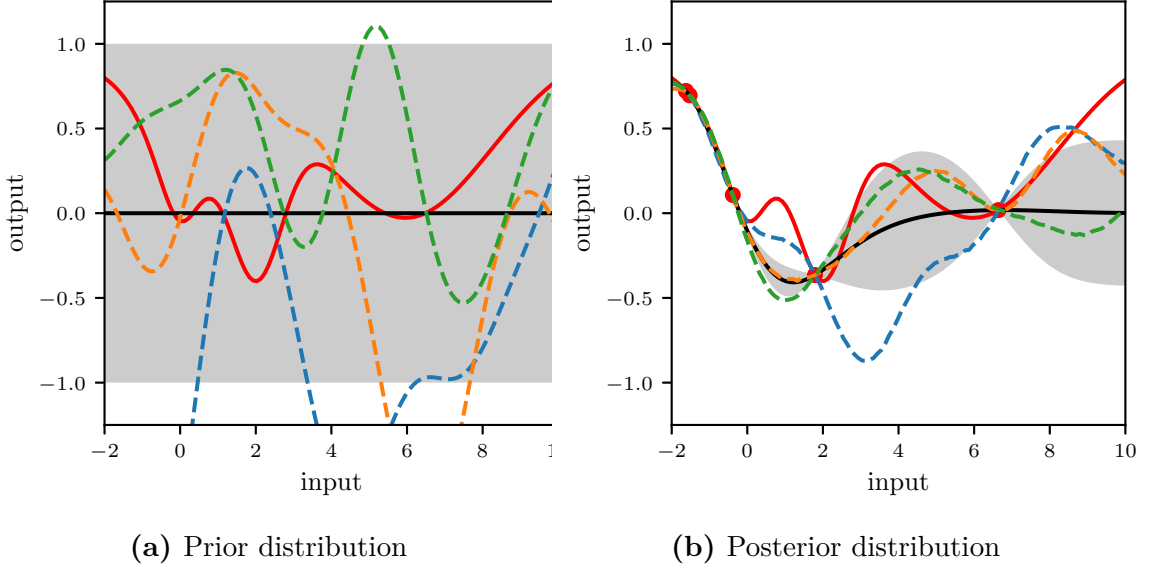 1.0
0.5
0.0
−0.5
−1.0
output
−2 0 2 4 6 8 1
input
(a) Prior distribution
1.0
0.5
0.0
−0.5
−1.0
output
−2 0 2 4 6 8 10
input
(b) Posterior distribution